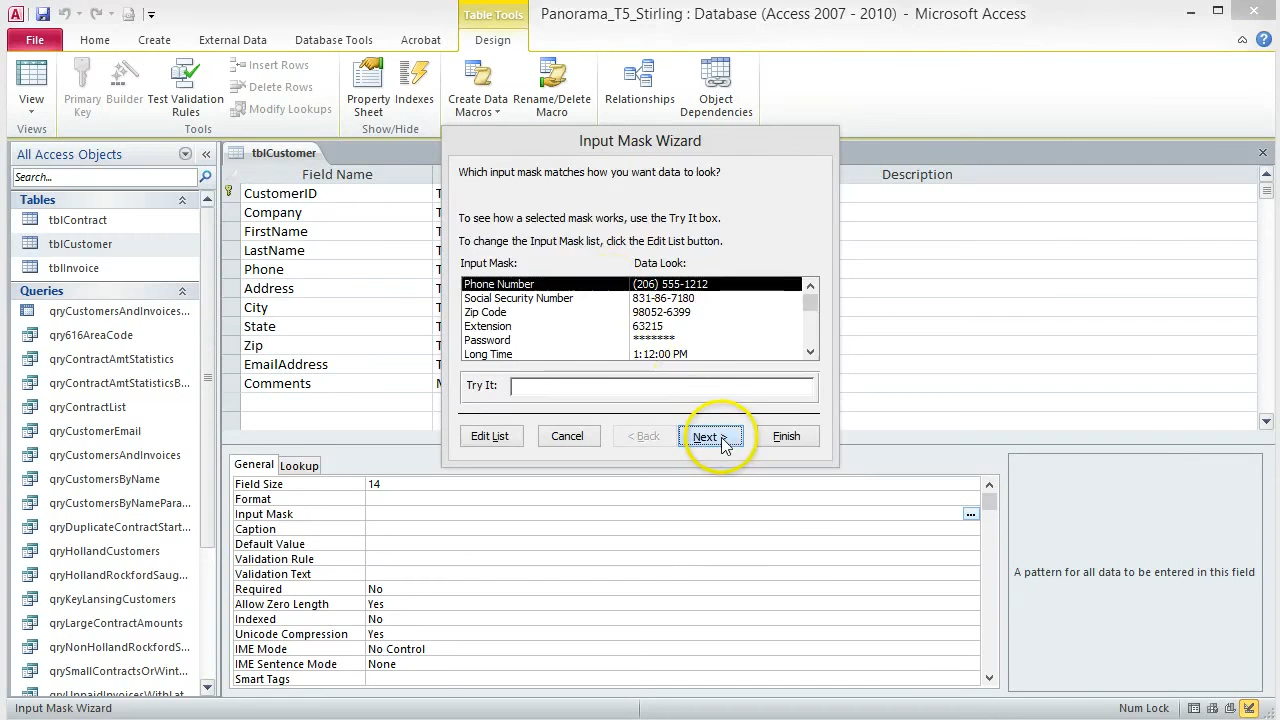 Table Tools
Panorama_T5_Stirling : Database (Access 2007 - 2010) - Microsoft Access
File
Home
Create
External Data
Database Tools
Acrobat
Design
View
Primary Key
Builder
Test Validation Rules
Insert Rows
Delete Rows
Modify Lookups
Property Sheet
Indexes
Create Data Macros
Rename/Delete Macro
Relationships
Object Dependencies
Views
Tools
Show/Hide
All Access Objects
Search...
Tables
tblContract
tblCustomer
tblInvoice
Queries
qryCustomersAndInvoices...
qry616AreaCode
qryContractAmtStatistics
qryContractAmtStatisticsB...
qryContractList
qryCustomerEmail
qryCustomersAndInvoices
qryCustomersByName
qryCustomersByNamePara...
qryDuplicateContractStart...
qryHollandCustomers
qryHollandRockfordSaug...
qryKeyLansingCustomers
qryLargeContractAmounts
qryNonHollandRockfordS...
qrySmallContractsOrWint...
qryUnpaidInvoicesWithLat...
tblCustomer
Field Name
Description
CustomerID
Company
FirstName
LastName
Phone
Address
City
State
Zip
EmailAddress
Comments
Input Mask Wizard
Which input mask matches how you want data to look?
To see how a selected mask works, use the Try It box.
To change the Input Mask list, click the Edit List button.
Input Mask: Data Look:
Phone Number (206) 555-1212
Social Security Number 831-86-7180
Zip Code 98052-6399
Extension 63215
Password *******
Long Time 1:12:00 PM
Try It:
Edit List
Cancel
< Back
Next >
Finish
General
Lookup
Field Size 14
Format
Input Mask
Caption
Default Value
Validation Rule
Validation Text
Required No
Allow Zero Length Yes
Indexed No
Unicode Compression Yes
IME Mode No Control
IME Sentence Mode None
Smart Tags
A pattern for all data to be entered in this field
Input Mask Wizard
Num Lock